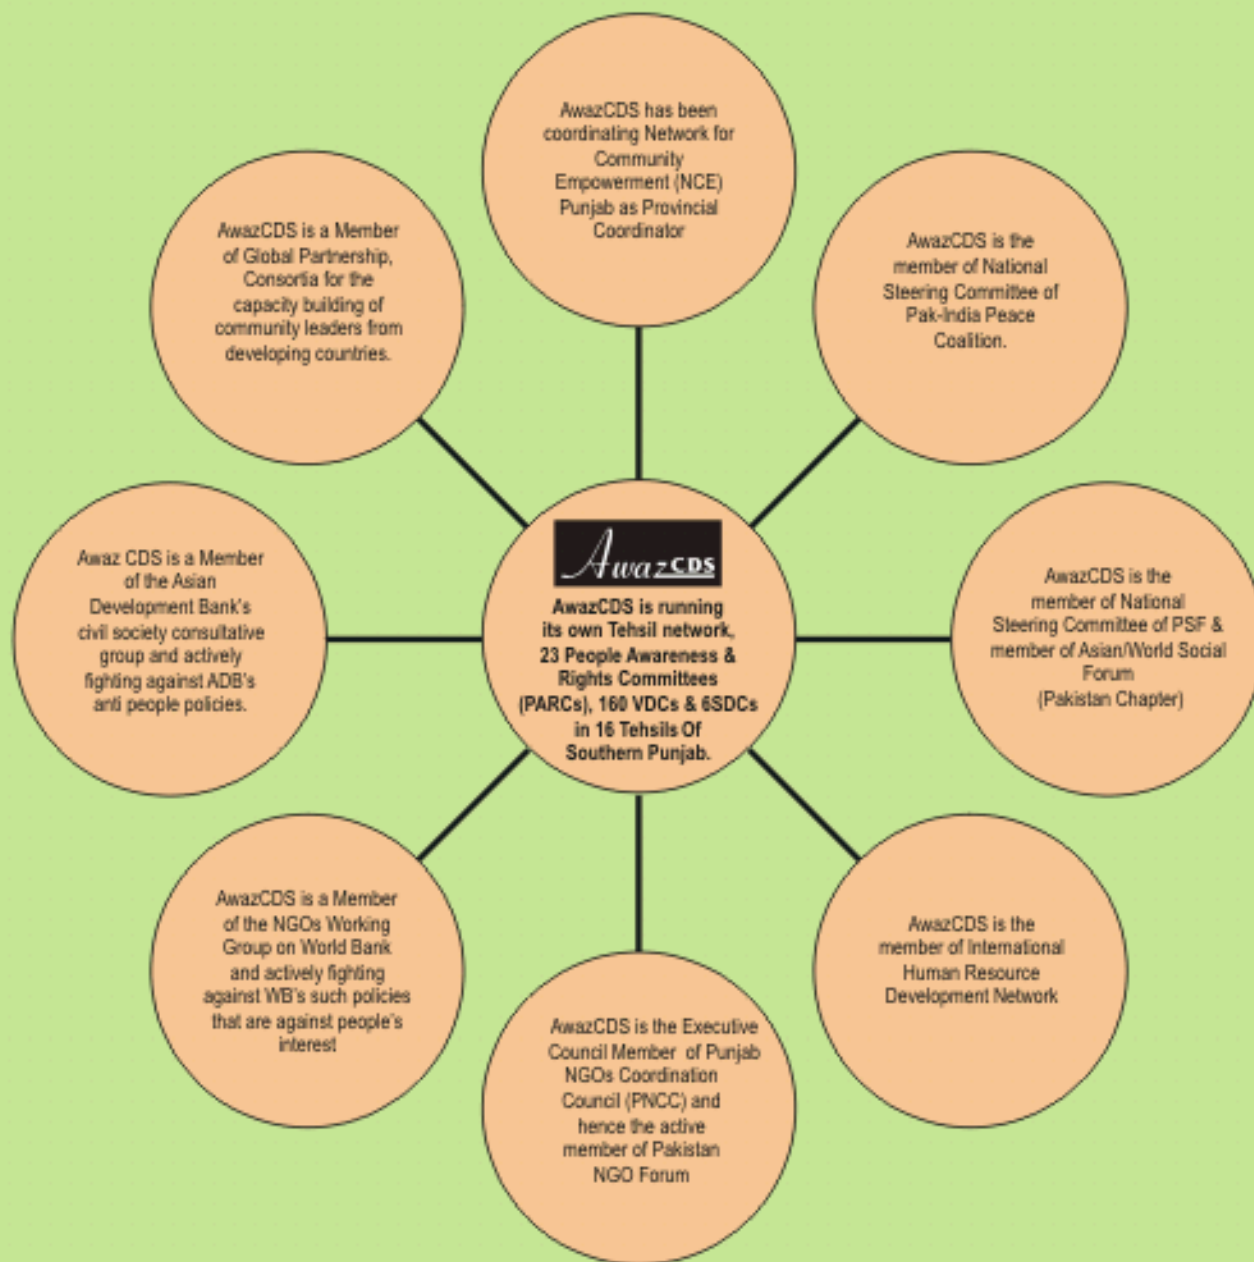 AwazCDS has been
coordinating Network for
Community
Empowerment (NCE)
Punjab as Provincial
Coordinator
AwazCDS is the
member of National
Steering Committee of
Pak-India Peace
Coalition.
AwazCDS is the
member of National
Steering Committee of PSF &
member of Asian/World Social
Forum
(Pakistan Chapter)
AwazCDS is the
member of International
Human Resource
Development Network
AwazCDS is the Executive
Council Member of Punjab
NGOs Coordination
Council (PNCC) and
hence the active
member of Pakistan
NGO Forum
AwazCDS is a Member
of the NGOs Working
Group on World Bank
and actively fighting
against WB's such policies
that are against people's
interest
Awaz CDS is a Member
of the Asian
Development Bank's
civil society consultative
group and actively
fighting against ADB's
anti people policies.
AwazCDS is a Member
of Global Partnership,
Consortia for the
capacity building of
community leaders from
developing countries.
AwazCDS
AwazCDS is running
its own Tehsil network,
23 People Awareness &
Rights Committees
(PARCs), 160 VDCs & 6SDCs
in 16 Tehsils Of
Southern Punjab.